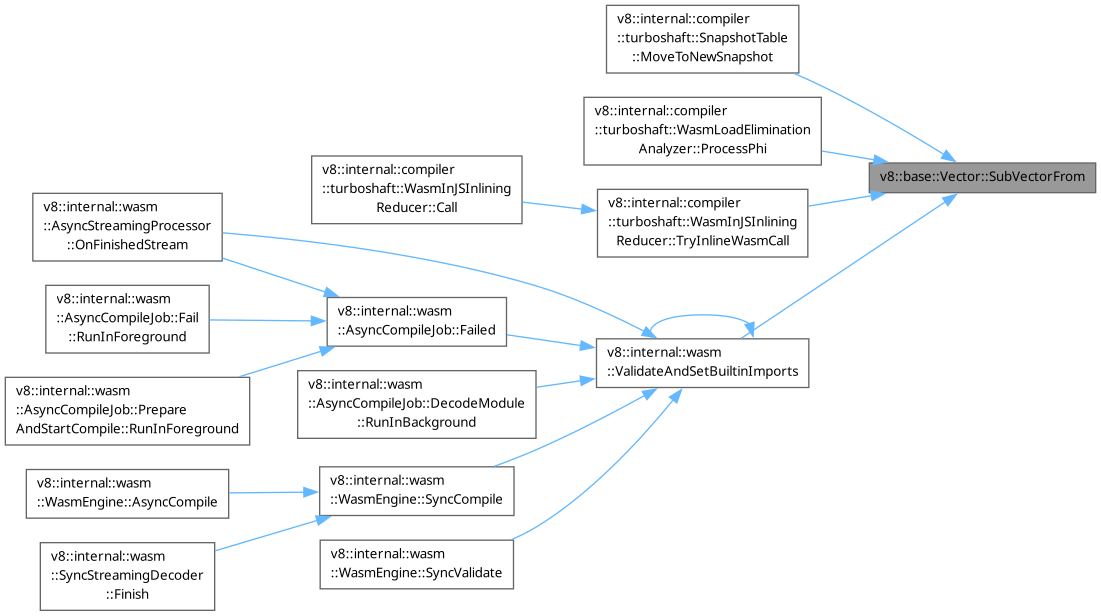 v8::internal::compiler
::turboshaft::SnapshotTable
::MoveToNewSnapshot
v8::internal::compiler
::turboshaft::WasmLoadElimination
Analyzer::ProcessPhi
v8::base::Vector::SubVectorFrom
v8::internal::compiler
::turboshaft::WasmInJSInlining
Reducer::Call
v8::internal::compiler
::turboshaft::WasmInJSInlining
Reducer::TryInlineWasmCall
v8::internal::wasm
::AsyncStreamingProcessor
::OnFinishedStream
v8::internal::wasm
::AsyncCompileJob::Fail
::RunInForeground
v8::internal::wasm
::AsyncCompileJob::Failed
v8::internal::wasm
::ValidateAndSetBuiltinImports
v8::internal::wasm
::AsyncCompileJob::Prepare
AndStartCompile::RunInForeground
v8::internal::wasm
::AsyncCompileJob::DecodeModule
::RunInBackground
v8::internal::wasm
::WasmEngine::AsyncCompile
v8::internal::wasm
::WasmEngine::SyncCompile
v8::internal::wasm
::SyncStreamingDecoder
::Finish
v8::internal::wasm
::WasmEngine::SyncValidate